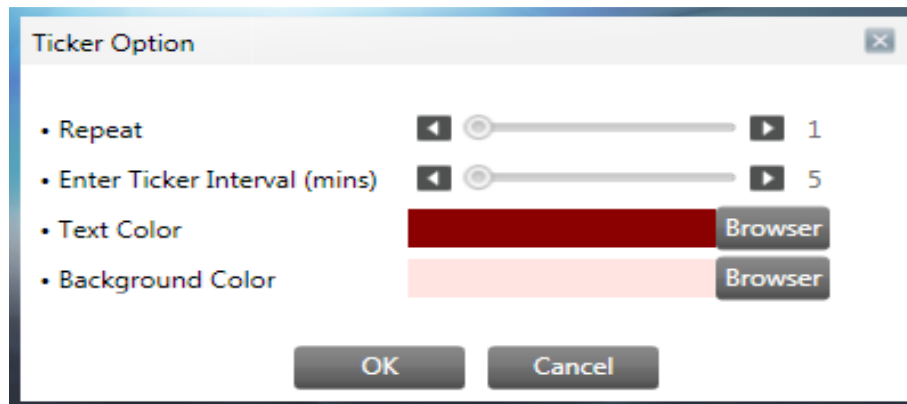 Ticker Option
• Repeat 1
• Enter Ticker Interval (mins) 5
• Text Color Browser
• Background Color Browser
OK Cancel